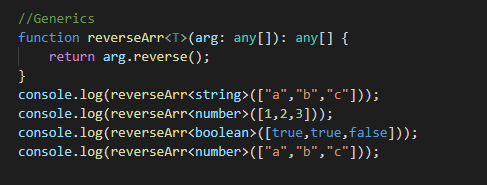 //Generics
function reverseArr<T>(arg: any[]): any[] {
    return arg.reverse();
}
console.log(reverseArr<string>(["a","b","c"]));
console.log(reverseArr<number>([1,2,3]));
console.log(reverseArr<boolean>([true,true,false]));
console.log(reverseArr<number>(["a","b","c"]));